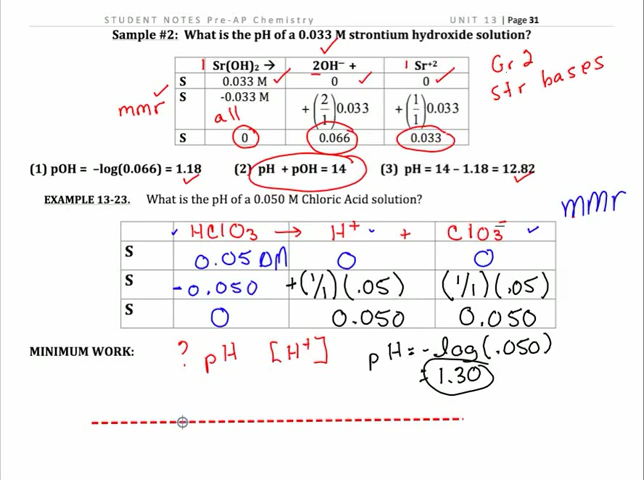 STUDENT NOTES Pre-AP Chemistry UNIT 13 | Page 31
Sample #2: What is the pH of a 0.033 M strontium hydroxide solution?
1 Sr(OH)₂ → 2OH⁻ + 1 Sr⁺²
Gr 2
str bases
S 0.033 M 0 0
mmr
S -0.033 M +(2/1)0.033 +(1/1)0.033
all
S 0 0.066 0.033
(1) pOH = −log(0.066) = 1.18 (2) pH + pOH = 14 (3) pH = 14 − 1.18 = 12.82
EXAMPLE 13-23. What is the pH of a 0.050 M Chloric Acid solution?
mmr
HClO3 → H+ + ClO3⁻
S 0.050M 0 0
S -0.050 +(1/1)(.05) (1/1)(.05)
S 0 0.050 0.050
MINIMUM WORK: ? pH [H+] pH = -log(.050)
= 1.30